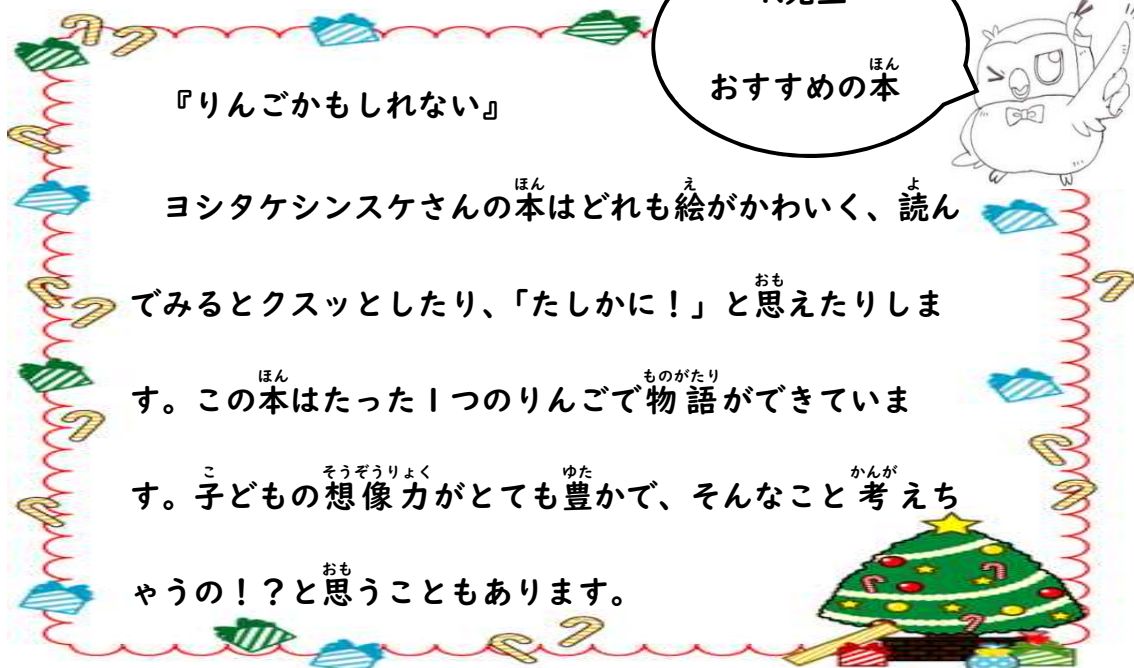 おすすめの本
『りんごかもしれない』
ヨシタケシンスケさんの本はどれも絵がかわいく、読ん
でみるとクスッとしたり、「たしかに!」と思えたりしま
す。この本はたった1つのりんごで物語ができていま
す。子どもの想像力がとても豊かで、そんなこと考えち
ゃうの!?と思うこともあります。